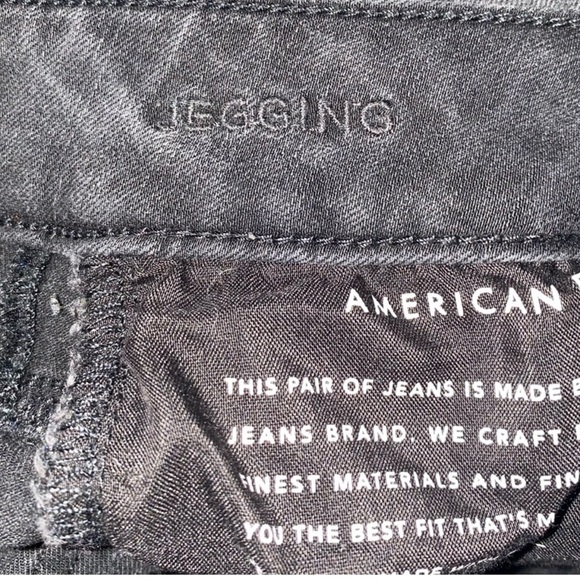 JEGGING
AMERICAN
THIS PAIR OF JEANS IS MADE
JEANS BRAND. WE CRAFT
FINEST MATERIALS AND FIN
YOU THE BEST FIT THAT'S M